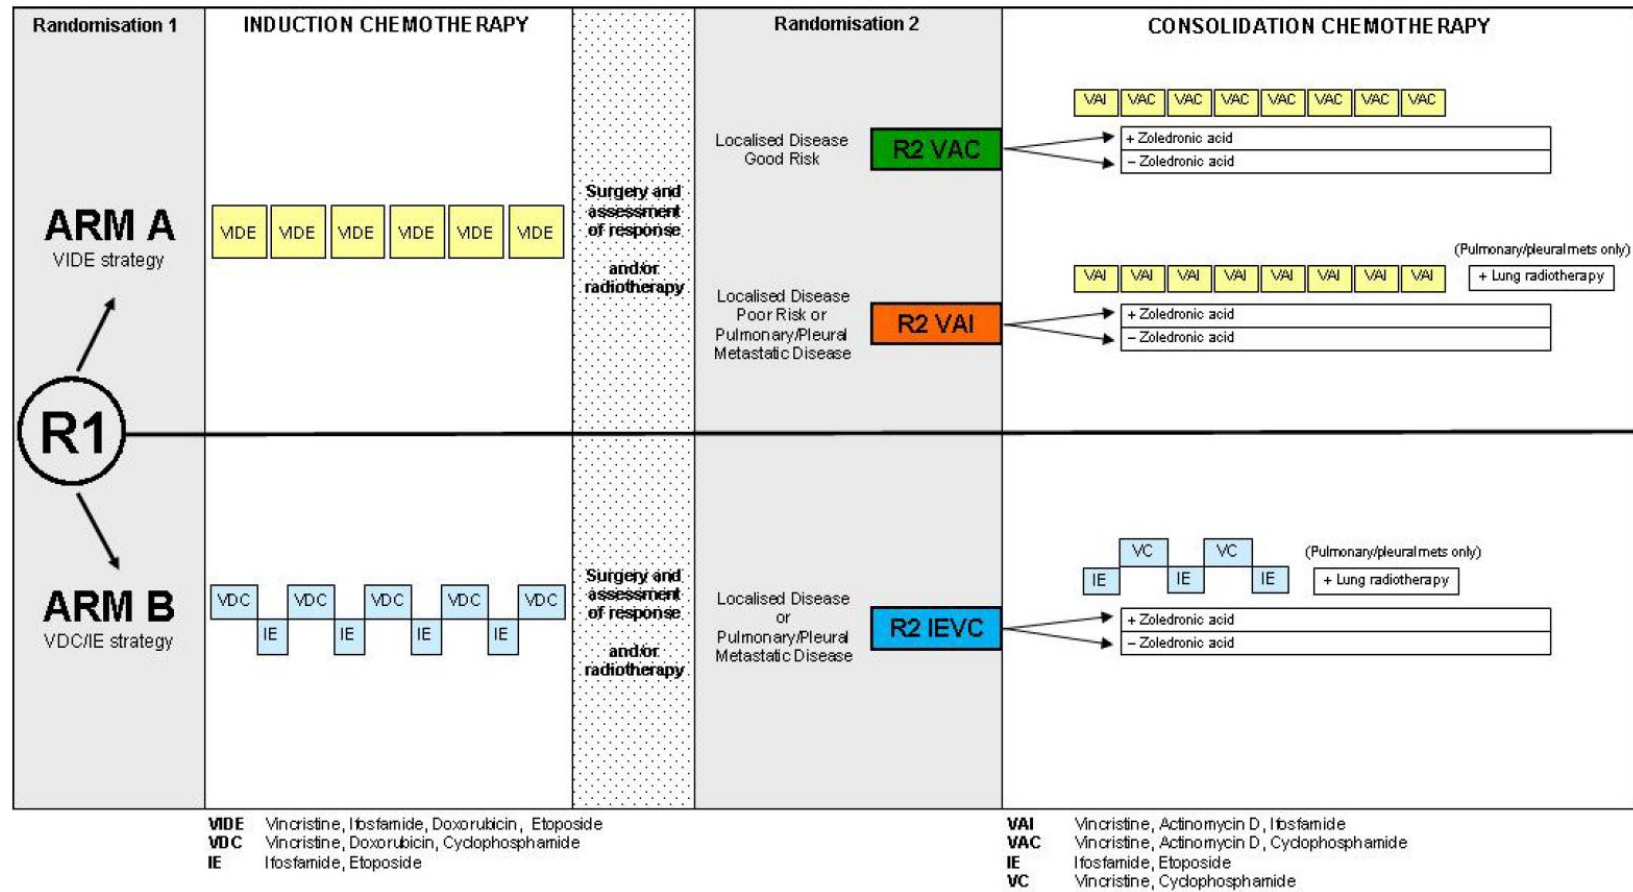 Randomisation 1
INDUCTION CHEMOTHERAPY
Randomisation 2
CONSOLIDATION CHEMOTHERAPY
ARM A
VIDE strategy
VIDE VIDE VIDE VIDE VIDE VIDE
Surgery and
assessment
of response
and/or
radiotherapy
Localised Disease
Good Risk
R2 VAC
VAI VAC VAC VAC VAC VAC VAC VAC
+ Zoledronic acid
– Zoledronic acid
Localised Disease
Poor Risk or
Pulmonary/Pleural
Metastatic Disease
R2 VAI
VAI VAI VAI VAI VAI VAI VAI VAI
(Pulmonary/pleural mets only)
+ Lung radiotherapy
+ Zoledronic acid
– Zoledronic acid
R1
ARM B
VDC/IE strategy
VDC VDC VDC VDC VDC
IE IE IE IE
Surgery and
assessment
of response
and/or
radiotherapy
Localised Disease
or
Pulmonary/Pleural
Metastatic Disease
R2 IEVC
VC VC
IE IE IE
(Pulmonary/pleural mets only)
+ Lung radiotherapy
+ Zoledronic acid
– Zoledronic acid
VIDE Vincristine, Ifosfamide, Doxorubicin, Etoposide
VDC Vincristine, Doxorubicin, Cyclophosphamide
IE Ifosfamide, Etoposide
VAI Vincristine, Actinomycin D, Ifosfamide
VAC Vincristine, Actinomycin D, Cyclophosphamide
IE Ifosfamide, Etoposide
VC Vincristine, Cyclophosphamide